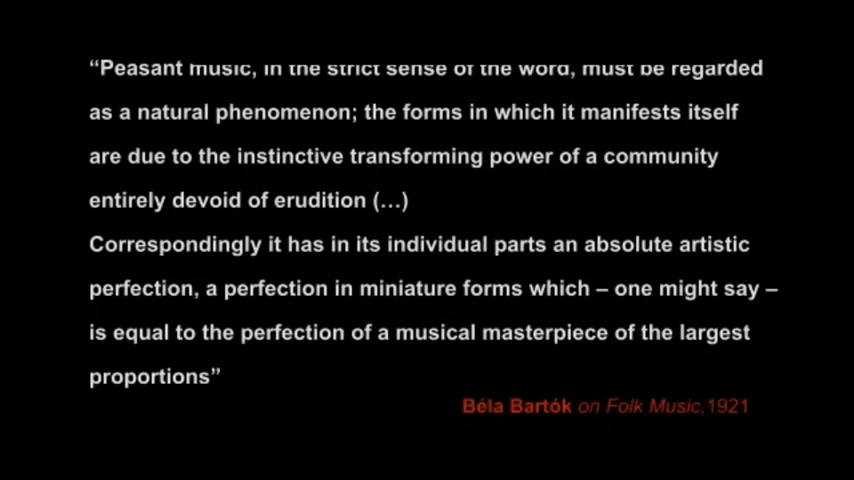 “Peasant music, in the strict sense of the word, must be regarded
as a natural phenomenon; the forms in which it manifests itself
are due to the instinctive transforming power of a community
entirely devoid of erudition (…)
Correspondingly it has in its individual parts an absolute artistic
perfection, a perfection in miniature forms which – one might say –
is equal to the perfection of a musical masterpiece of the largest
proportions”
Béla Bartók on Folk Music,1921